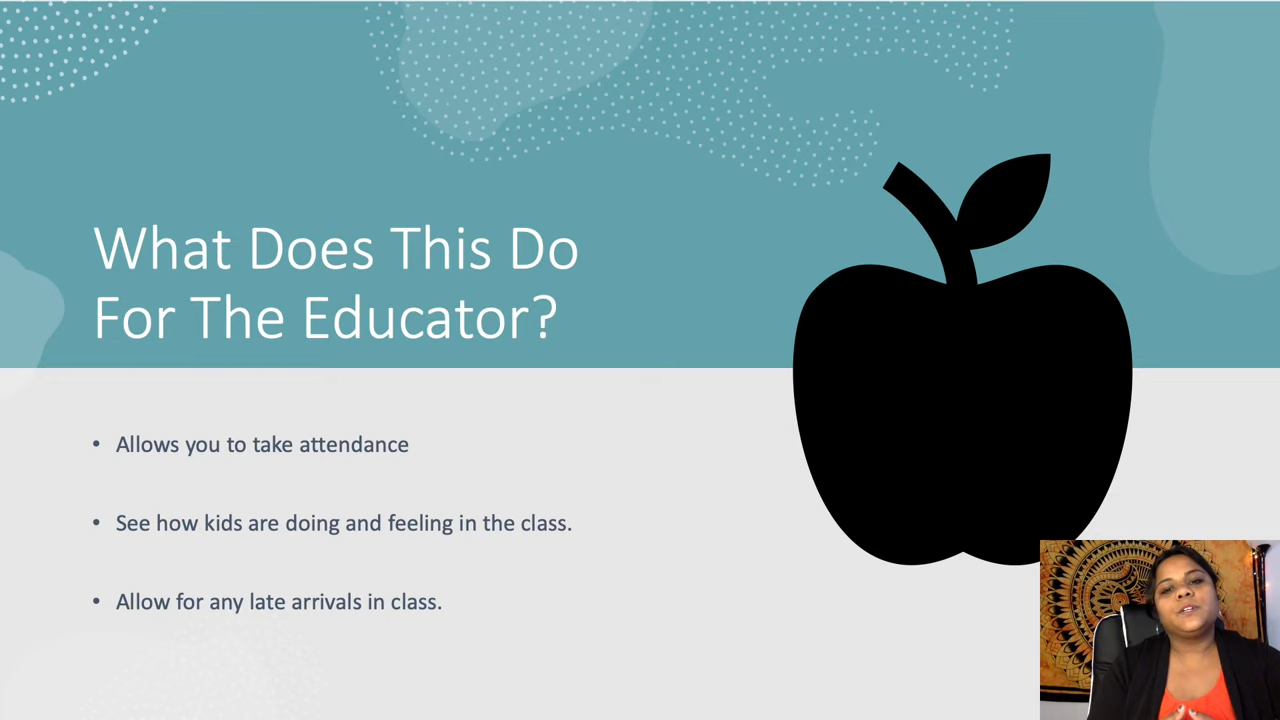 What Does This Do
For The Educator?
• Allows you to take attendance
• See how kids are doing and feeling in the class.
• Allow for any late arrivals in class.